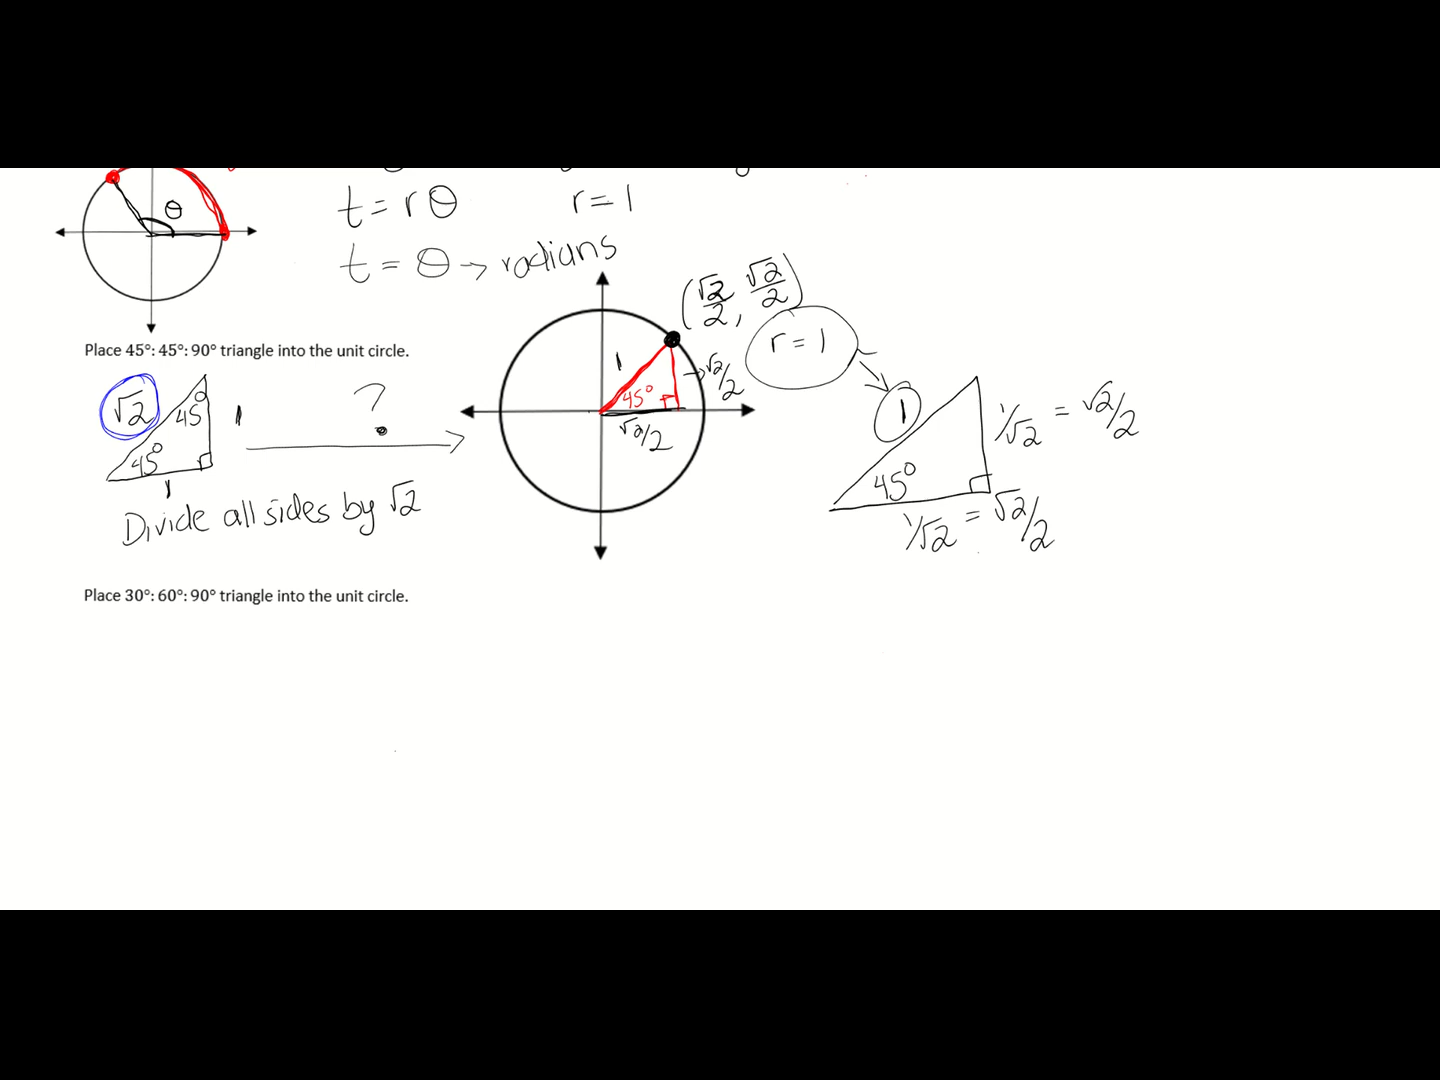 θ
t = rθ
r = 1
t = θ → radians
(√2/2, √2/2)
r = 1
Place 45°: 45°: 90° triangle into the unit circle.
√2
45°
1
45°
1
?
1
45°
√2/2
√2/2
1
45°
1/√2 = √2/2
1/√2 = √2/2
Divide all sides by √2
Place 30°: 60°: 90° triangle into the unit circle.